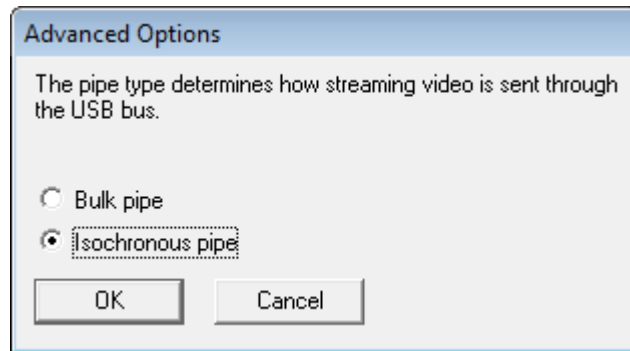 Advanced Options
The pipe type determines how streaming video is sent through
the USB bus.
Bulk pipe
Isochronous pipe
OK Cancel